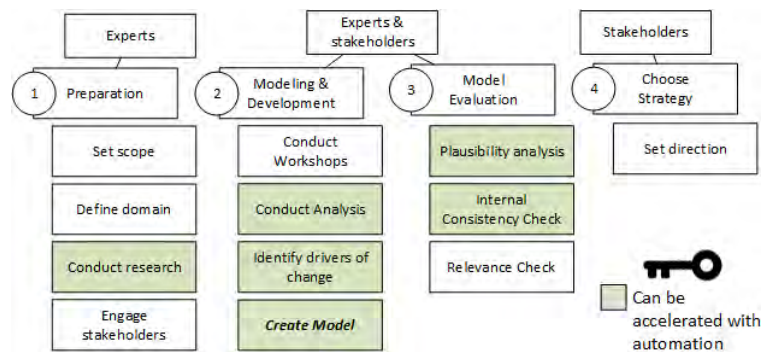 Experts
Experts &
stakeholders
Stakeholders
1
Preparation
2
Modeling &
Development
3
Model
Evaluation
4
Choose
Strategy
Set scope
Define domain
Conduct research
Engage
stakeholders
Conduct
Workshops
Conduct Analysis
Identify drivers of
change
Create Model
Plausibility analysis
Internal
Consistency Check
Relevance Check
Set direction
Can be
accelerated with
automation